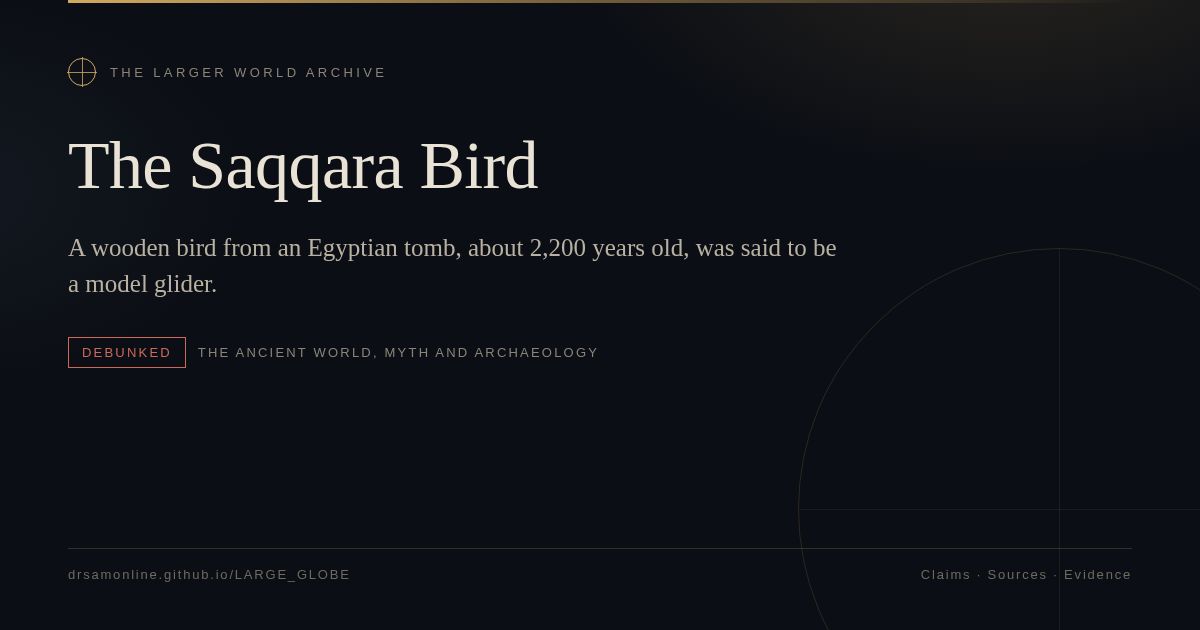 THE LARGER WORLD ARCHIVE
The Saqqara Bird
A wooden bird from an Egyptian tomb, about 2,200 years old, was said to be
a model glider.
DEBUNKED THE ANCIENT WORLD, MYTH AND ARCHAEOLOGY
drsamonline.github.io/LARGE_GLOBE Claims · Sources · Evidence